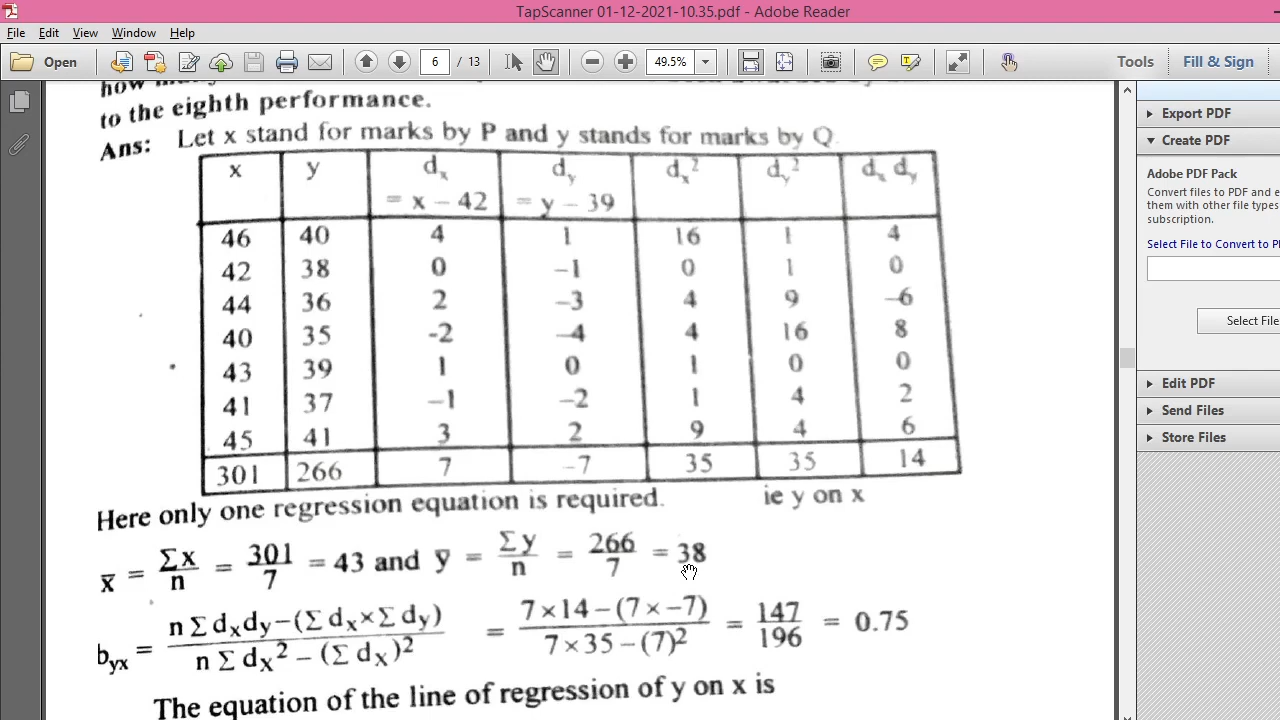 TapScanner 01-12-2021-10.35.pdf - Adobe Reader
File Edit View Window Help
Open 6 / 13 49.5% Tools Fill & Sign
to the eighth performance.
Ans: Let x stand for marks by P and y stands for marks by Q.
x y dx = x – 42 dy = y – 39 dx² dy² dx dy
46 40 4 1 16 1 4
42 38 0 –1 0 1 0
44 36 2 –3 4 9 –6
40 35 -2 –4 4 16 8
43 39 1 0 1 0 0
41 37 –1 –2 1 4 2
45 41 3 2 9 4 6
301 266 7 –7 35 35 14
Here only one regression equation is required. ie y on x
x̄ = Σx/n = 301/7 = 43 and ȳ = Σy/n = 266/7 = 38
byx = n Σ dxdy–(Σ dx×Σ dy) / n Σ dx² – (Σ dx)² = 7×14–(7×–7) / 7×35–(7)² = 147/196 = 0.75
The equation of the line of regression of y on x is
Export PDF
Create PDF
Adobe PDF Pack
Convert files to PDF and
them with other file typ
subscription.
Select File to Convert to P
Select File
Edit PDF
Send Files
Store Files